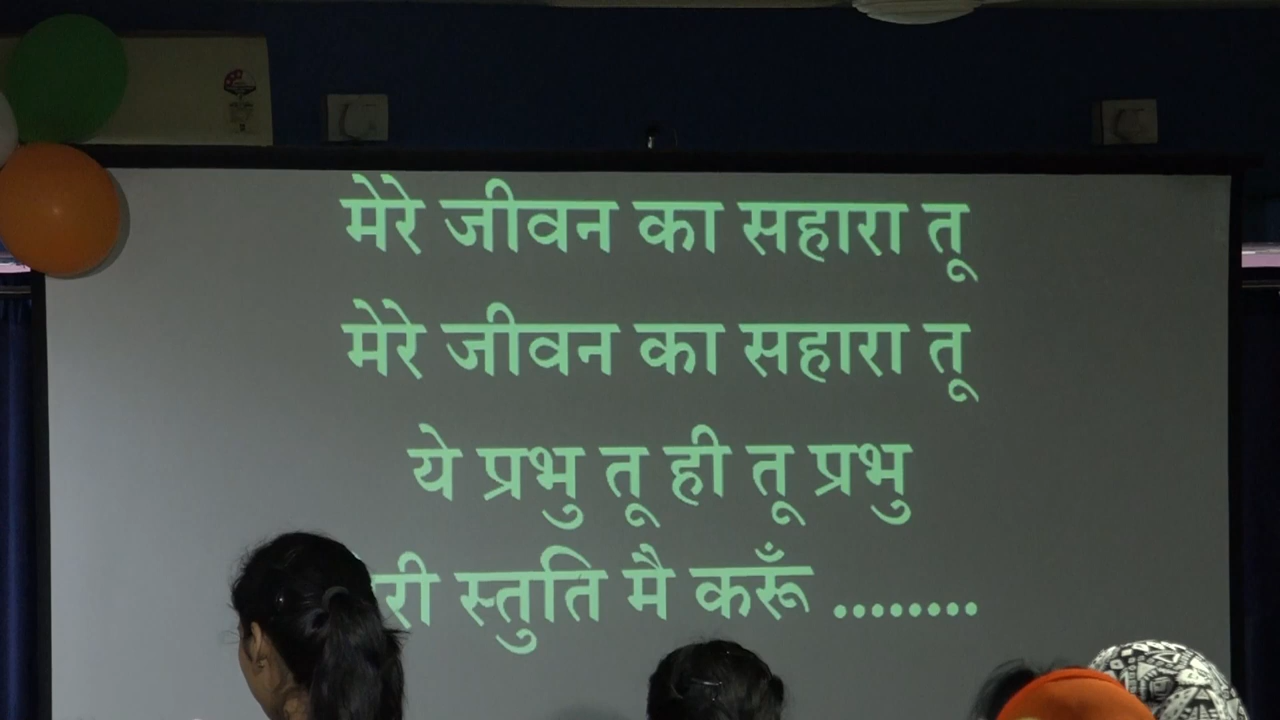 मेरे जीवन का सहारा तू
मेरे जीवन का सहारा तू
ये प्रभु तू ही तू प्रभु
स्तुति मै करूँ ........